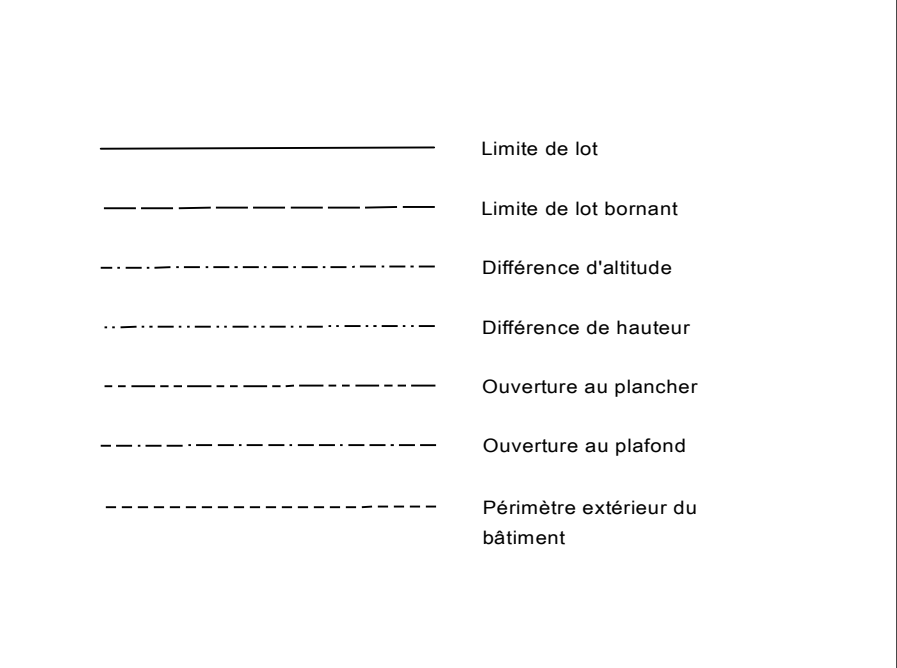 Limite de lot
Limite de lot bornant
Différence d'altitude
Différence de hauteur
Ouverture au plancher
Ouverture au plafond
Périmètre extérieur du
bâtiment